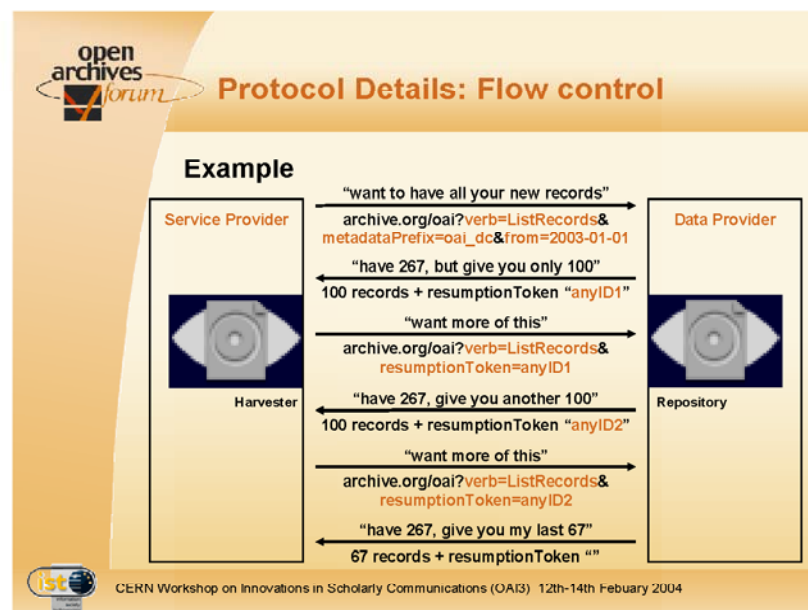 open
archives
forum
Protocol Details: Flow control
Example
Service Provider
Data Provider
“want to have all your new records”
archive.org/oai?verb=ListRecords&
metadataPrefix=oai_dc&from=2003-01-01
“have 267, but give you only 100”
100 records + resumptionToken “anyID1”
“want more of this”
archive.org/oai?verb=ListRecords&
resumptionToken=anyID1
Harvester
Repository
“have 267, give you another 100”
100 records + resumptionToken “anyID2”
“want more of this”
archive.org/oai?verb=ListRecords&
resumptionToken=anyID2
“have 267, give you my last 67”
67 records + resumptionToken “”
ist
CERN Workshop on Innovations in Scholarly Communications (OAI3) 12th-14th Febuary 2004